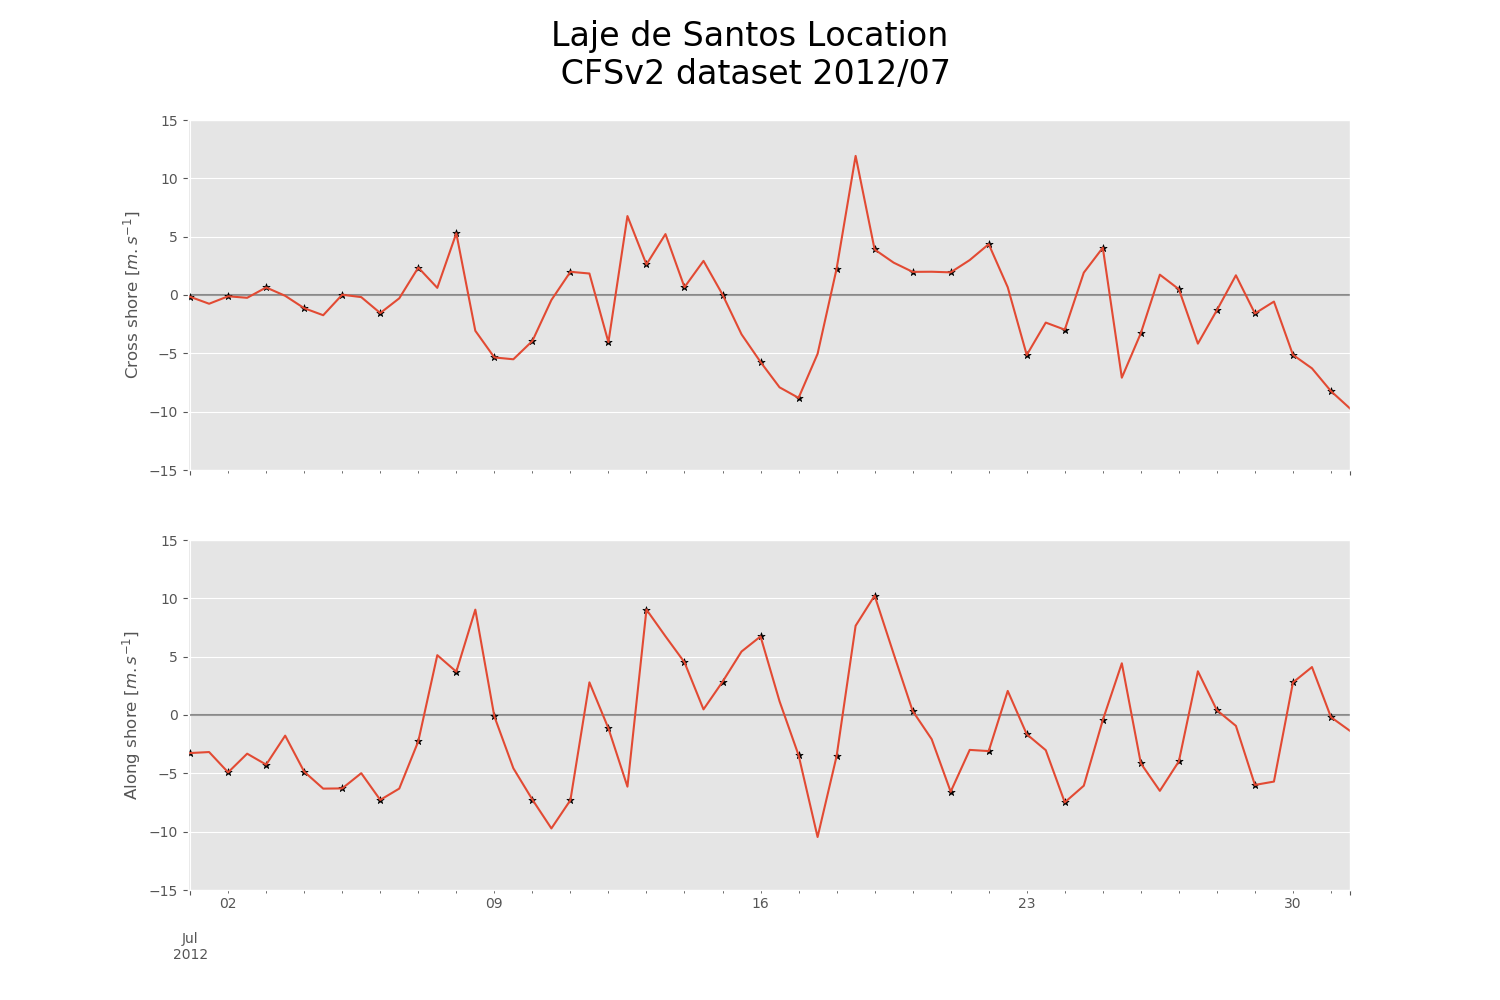 Laje de Santos Location
CFSv2 dataset 2012/07
15
10
5
0
−5
−10
−15
Cross shore [m.s⁻¹]
15
10
5
0
−5
−10
−15
Along shore [m.s⁻¹]
02 09 16 23 30
Jul
2012